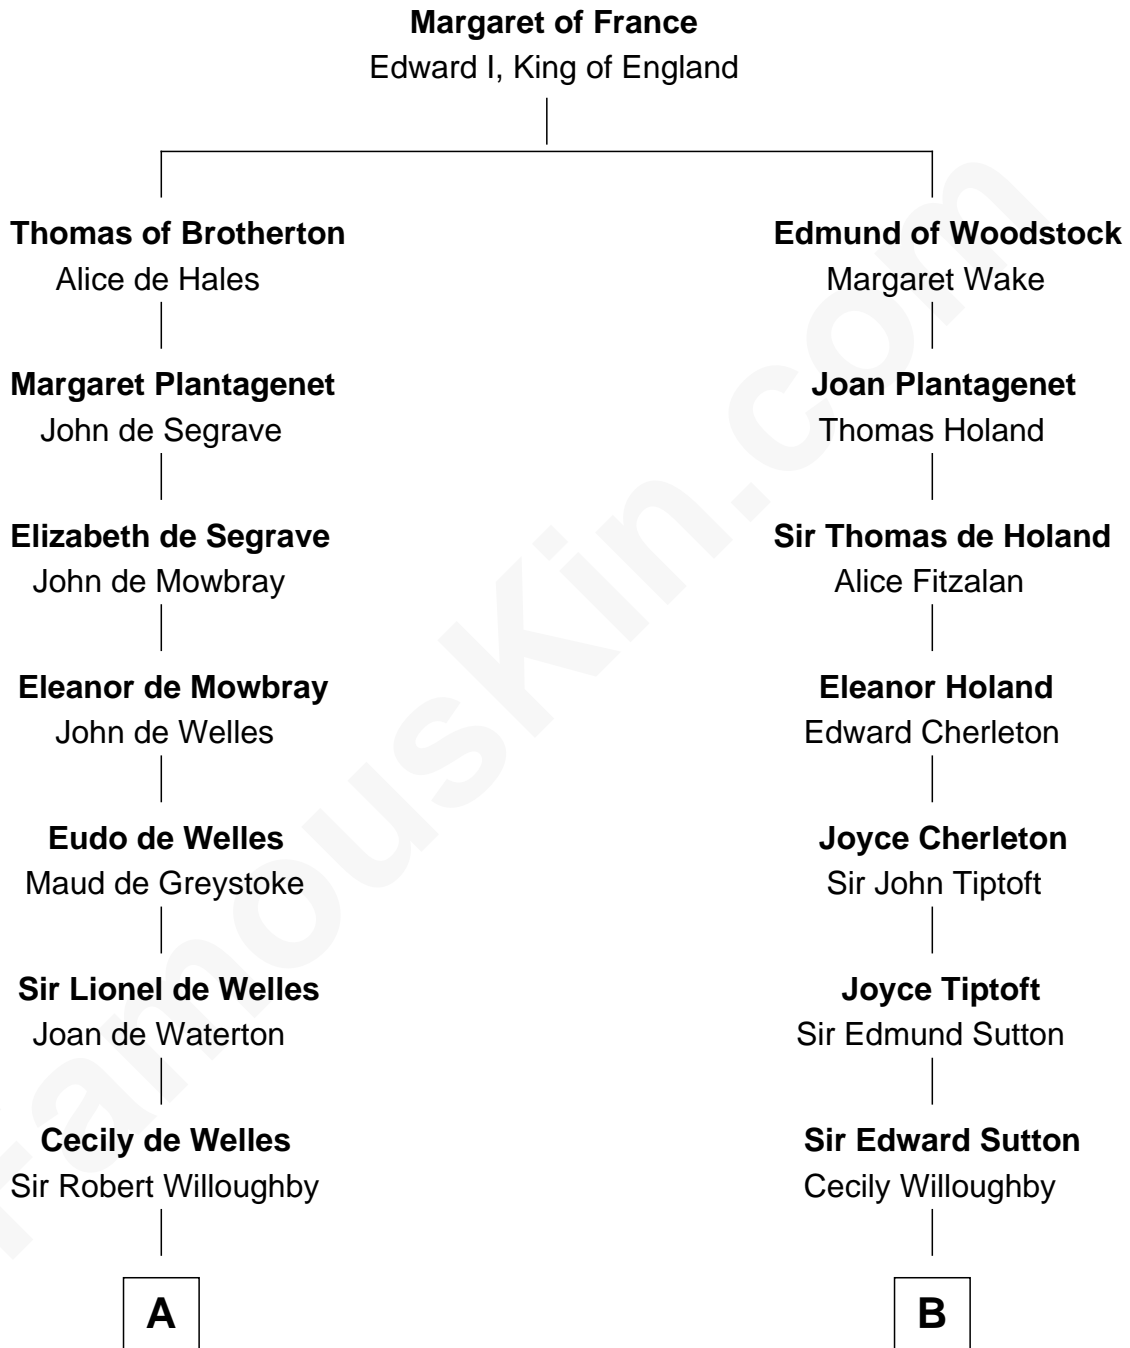 Margaret of France
Edward I, King of England
Thomas of Brotherton
Alice de Hales
Edmund of Woodstock
Margaret Wake
Margaret Plantagenet
John de Segrave
Joan Plantagenet
Thomas Holand
Elizabeth de Segrave
John de Mowbray
Sir Thomas de Holand
Alice Fitzalan
Eleanor de Mowbray
John de Welles
Eleanor Holand
Edward Cherleton
Eudo de Welles
Maud de Greystoke
Joyce Cherleton
Sir John Tiptoft
Sir Lionel de Welles
Joan de Waterton
Joyce Tiptoft
Sir Edmund Sutton
Cecily de Welles
Sir Robert Willoughby
Sir Edward Sutton
Cecily Willoughby
A
B
FamousKin.com